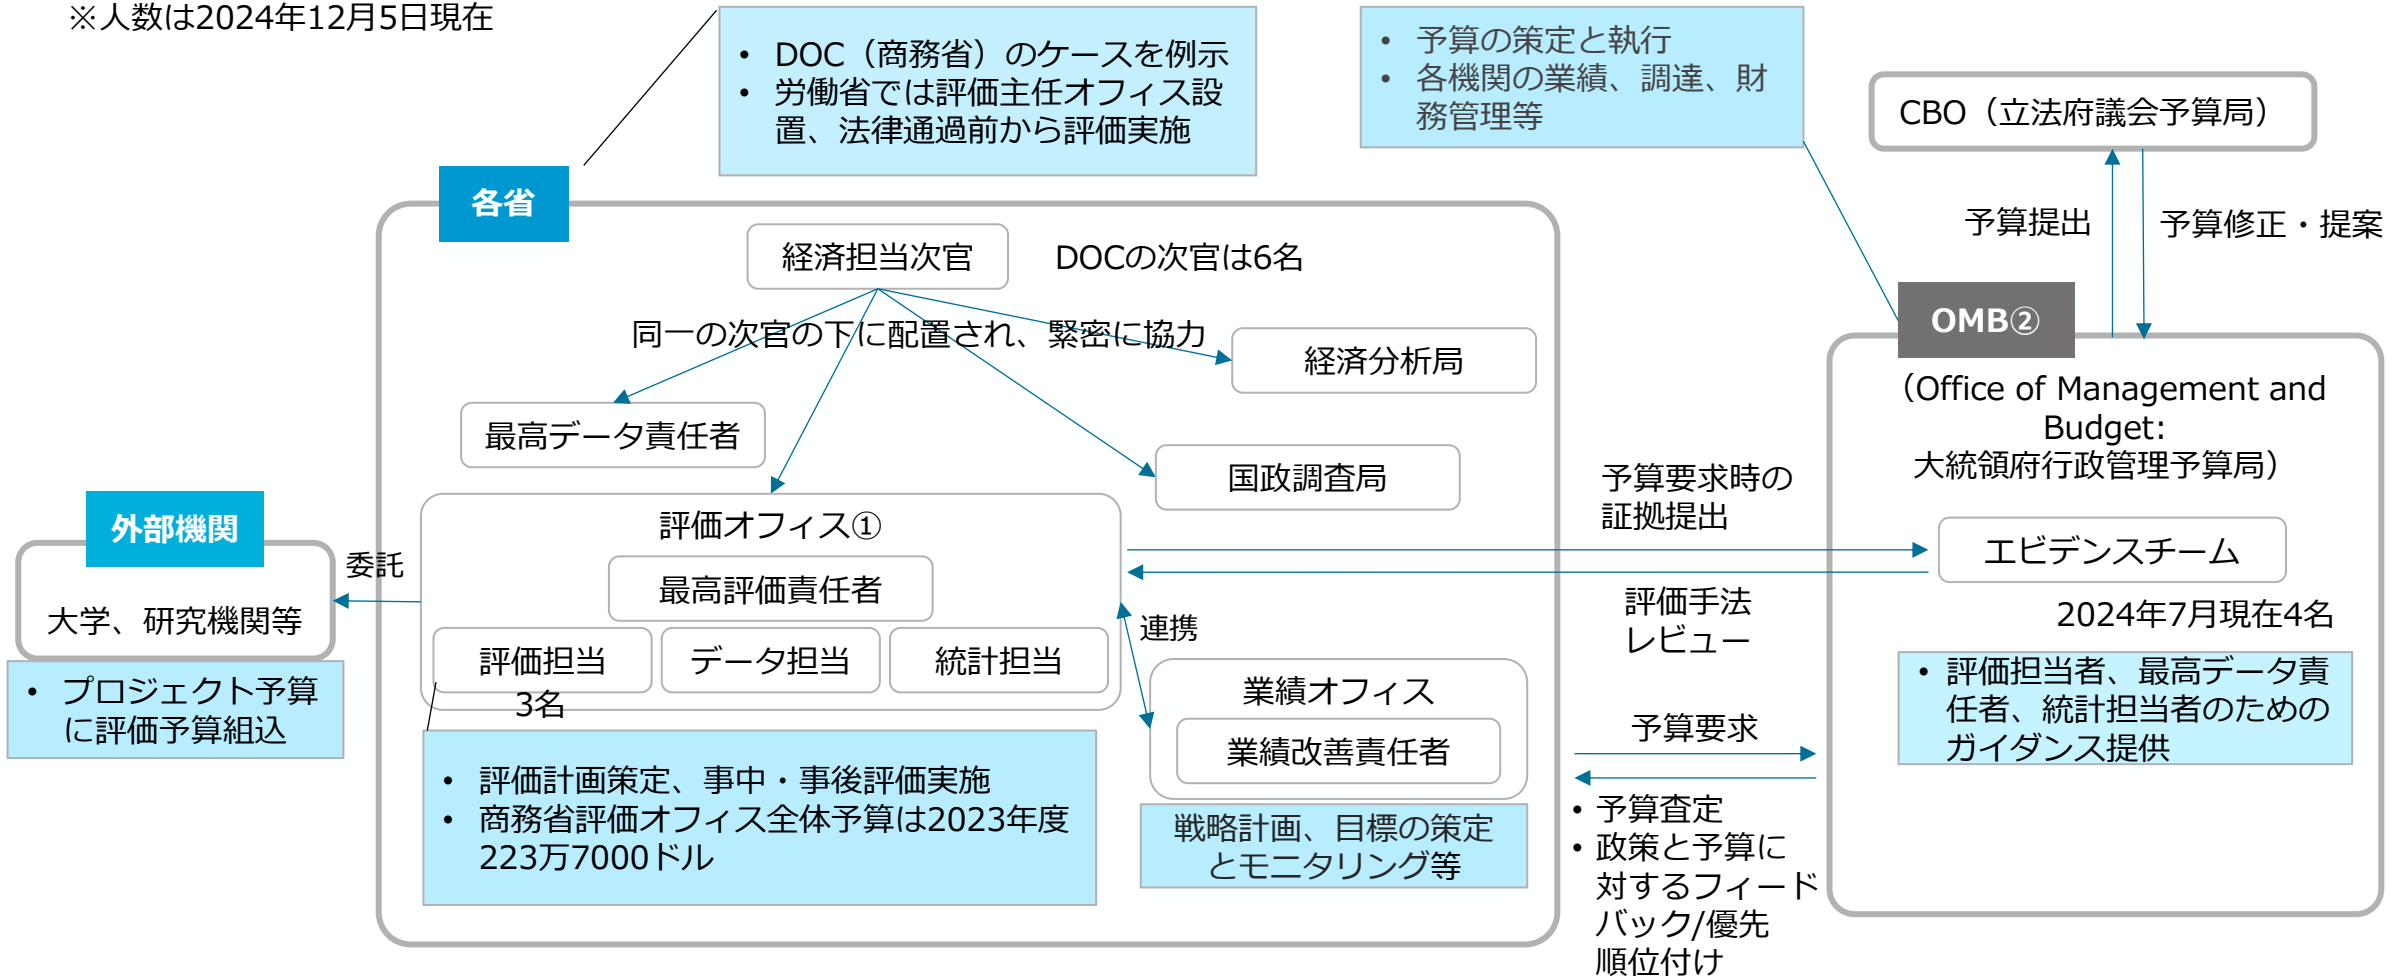 ※人数は2024年12月5日現在
• DOC（商務省）のケースを例示
• 労働省では評価主任オフィス設
置、法律通過前から評価実施
• 予算の策定と執行
• 各機関の業績、調達、財
務管理等
CBO（立法府議会予算局）
各省
予算提出
予算修正・提案
経済担当次官
DOCの次官は6名
同一の次官の下に配置され、緊密に協力
経済分析局
最高データ責任者
国政調査局
OMB②
（Office of Management and
Budget:
大統領府行政管理予算局）
予算要求時の
証拠提出
外部機関
大学、研究機関等
委託
• プロジェクト予算
に評価予算組込
評価オフィス①
最高評価責任者
評価担当
データ担当
統計担当
3名
エビデンスチーム
2024年7月現在4名
• 評価担当者、最高データ責
任者、統計担当者のための
ガイダンス提供
評価手法
レビュー
連携
業績オフィス
業績改善責任者
戦略計画、目標の策定
とモニタリング等
• 評価計画策定、事中・事後評価実施
• 商務省評価オフィス全体予算は2023年度
223万7000ドル
予算要求
• 予算査定
• 政策と予算に
対するフィード
バック/優先
順位付け